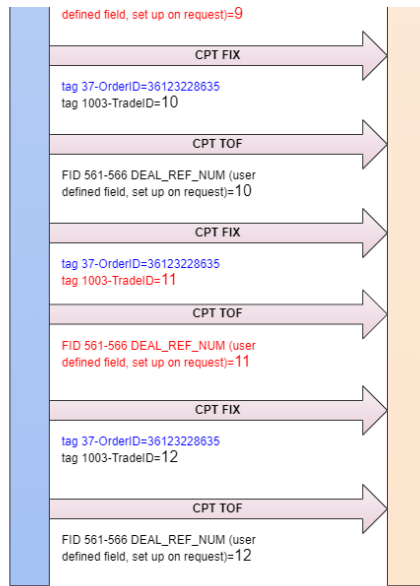 defined field, set up on request)=9
CPT FIX
tag 37-OrderID=36123228635
tag 1003-TradeID=10
CPT TOF
FID 561-566 DEAL_REF_NUM (user
defined field, set up on request)=10
CPT FIX
tag 37-OrderID=36123228635
tag 1003-TradeID=11
CPT TOF
FID 561-566 DEAL_REF_NUM (user
defined field, set up on request)=11
CPT FIX
tag 37-OrderID=36123228635
tag 1003-TradeID=12
CPT TOF
FID 561-566 DEAL_REF_NUM (user
defined field, set up on request)=12